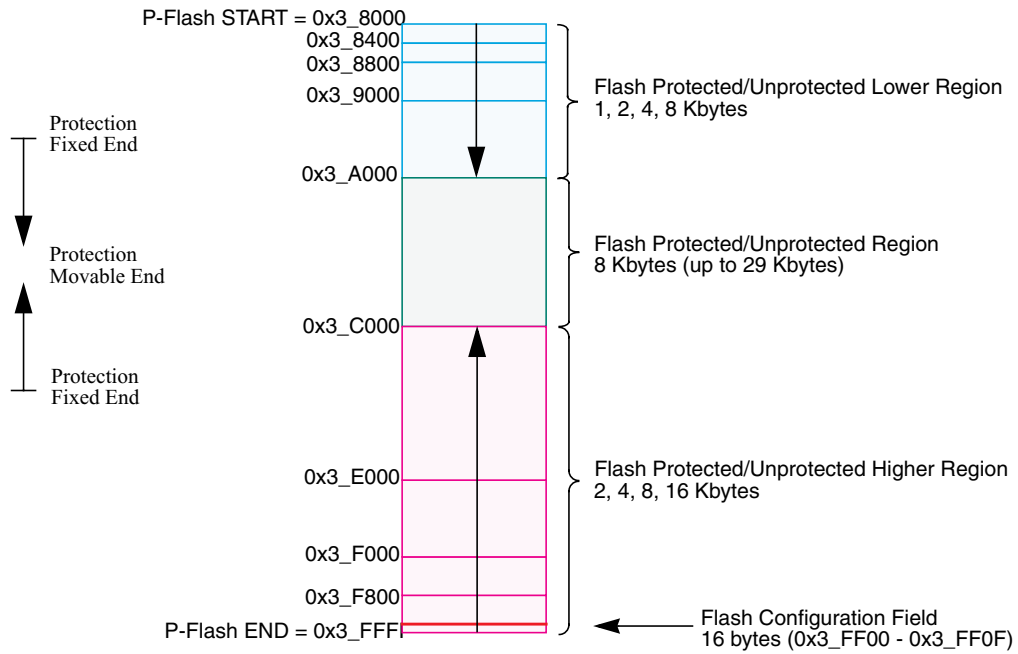 P-Flash START = 0x3_8000
0x3_8400
0x3_8800
0x3_9000
Flash Protected/Unprotected Lower Region
1, 2, 4, 8 Kbytes
Protection
Fixed End
0x3_A000
Protection
Movable End
Flash Protected/Unprotected Region
8 Kbytes (up to 29 Kbytes)
0x3_C000
Protection
Fixed End
Flash Protected/Unprotected Higher Region
2, 4, 8, 16 Kbytes
0x3_E000
0x3_F000
0x3_F800
P-Flash END = 0x3_FFFF
Flash Configuration Field
16 bytes (0x3_FF00 - 0x3_FF0F)